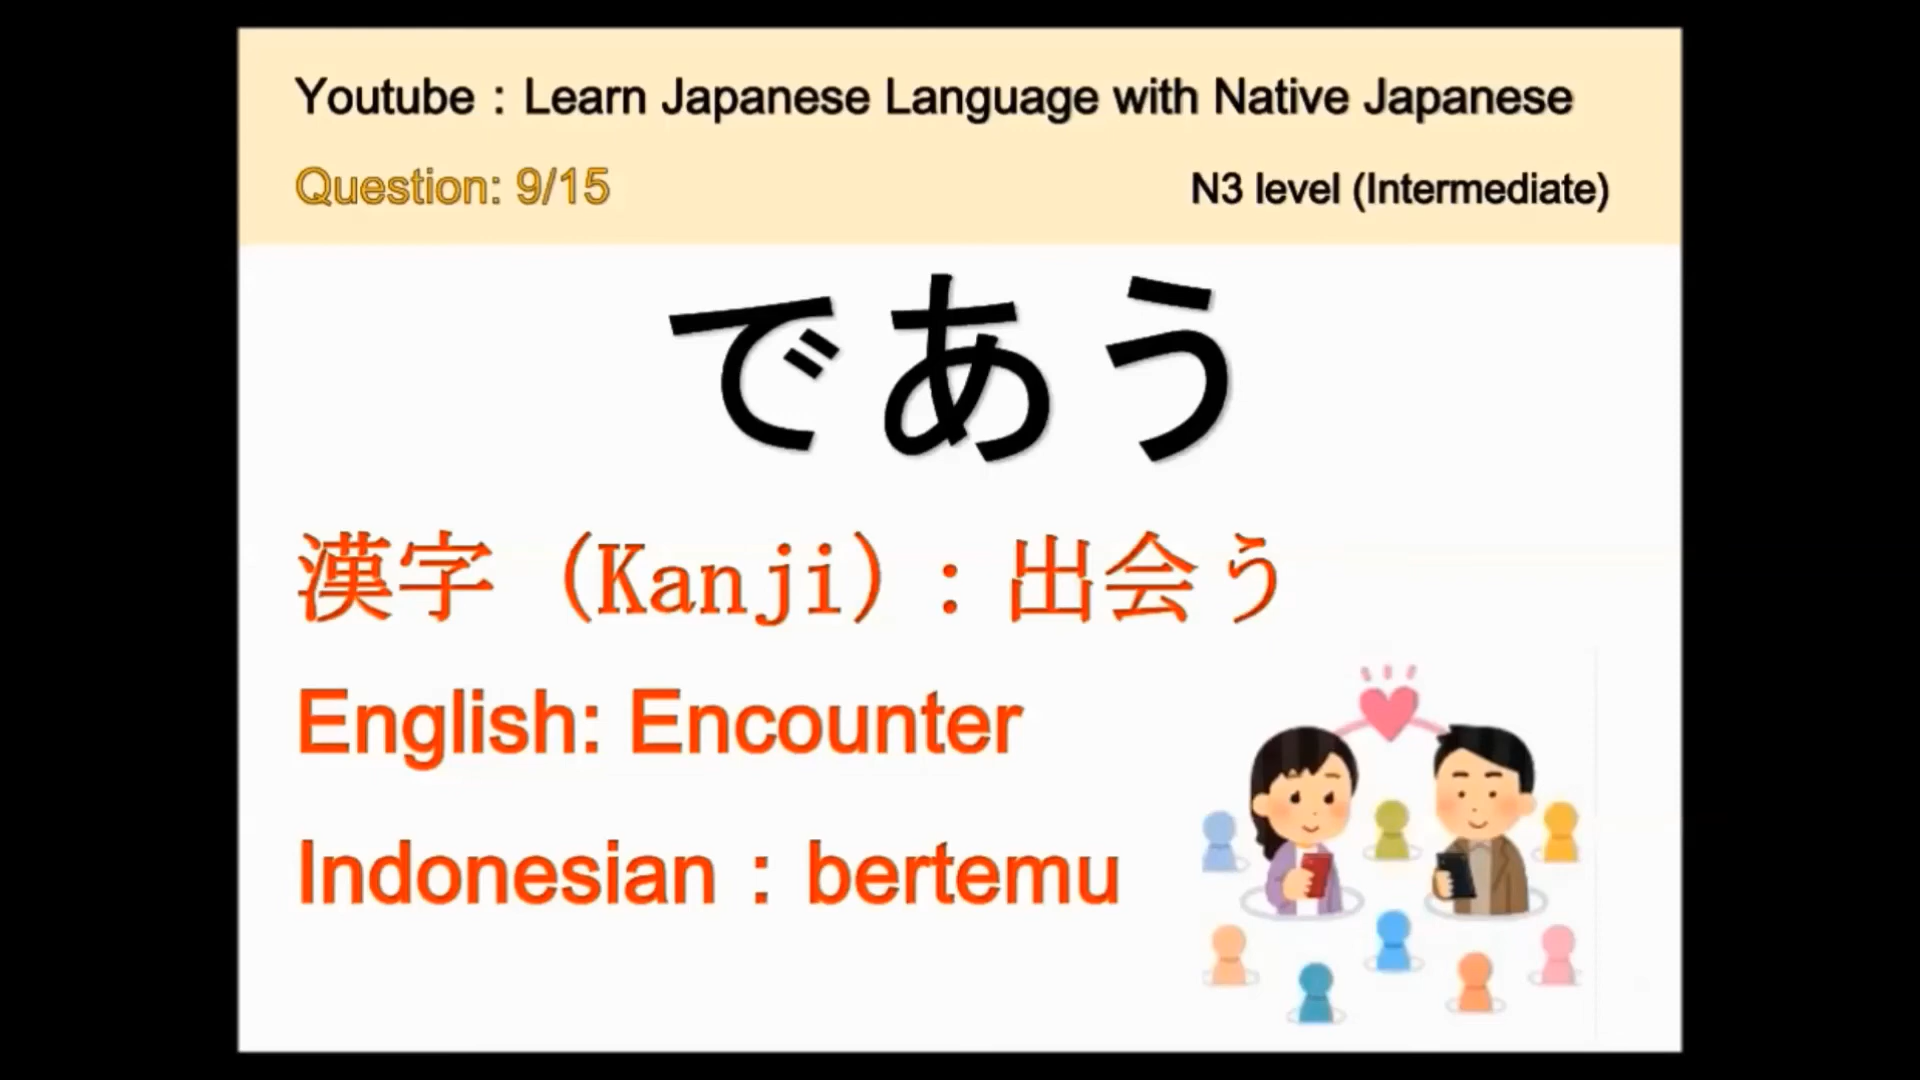 Youtube：Learn Japanese Language with Native Japanese
Question: 9/15
N3 level (Intermediate)
であう
漢字（Kanji）：出会う
English: Encounter
Indonesian：bertemu